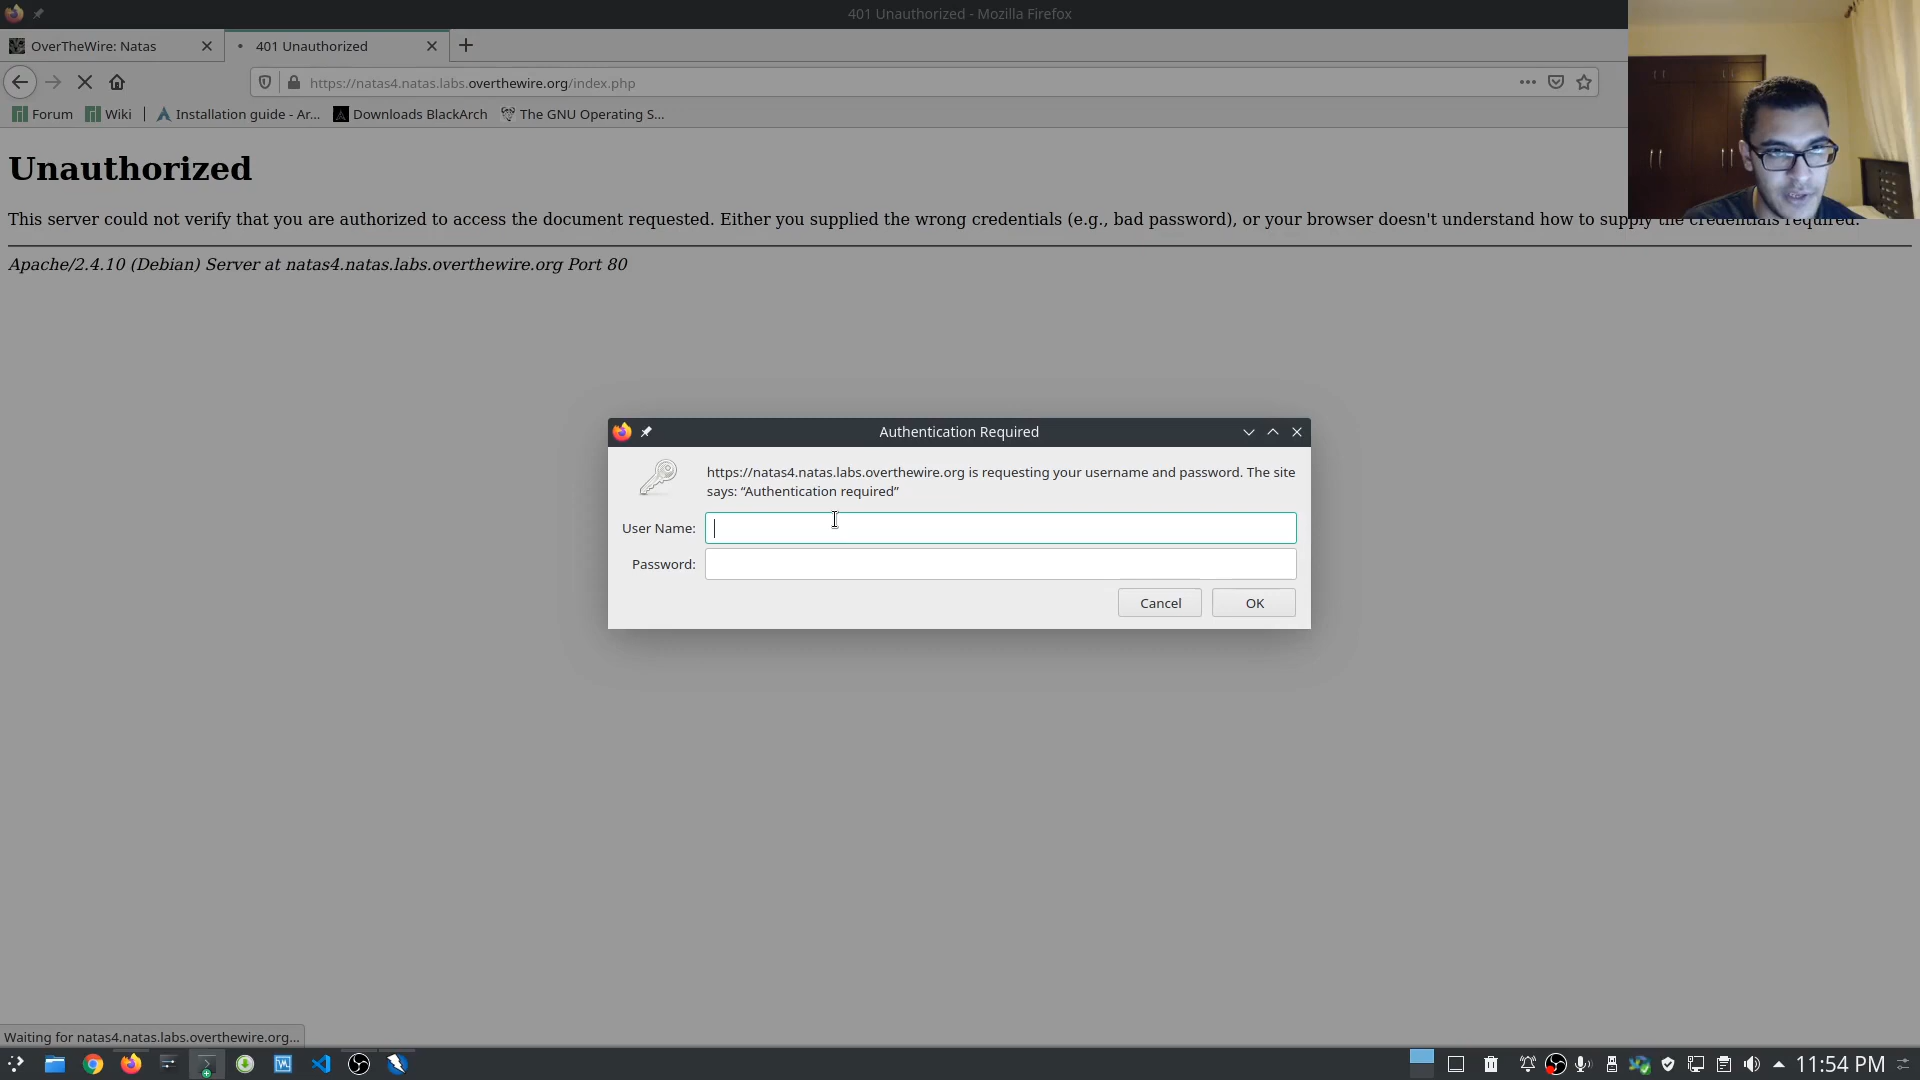 401 Unauthorized - Mozilla Firefox
OverTheWire: Natas
401 Unauthorized
https://natas4.natas.labs.overthewire.org/index.php
Forum
Wiki
Installation guide - Ar...
Downloads BlackArch
The GNU Operating S...
Unauthorized
This server could not verify that you are authorized to access the document requested. Either you supplied the wrong credentials (e.g., bad password), or your browser doesn't understand how to supply the credentials required.
Apache/2.4.10 (Debian) Server at natas4.natas.labs.overthewire.org Port 80
Authentication Required
https://natas4.natas.labs.overthewire.org is requesting your username and password. The site
says: “Authentication required”
User Name:
Password:
Cancel
OK
Waiting for natas4.natas.labs.overthewire.org...
11:54 PM